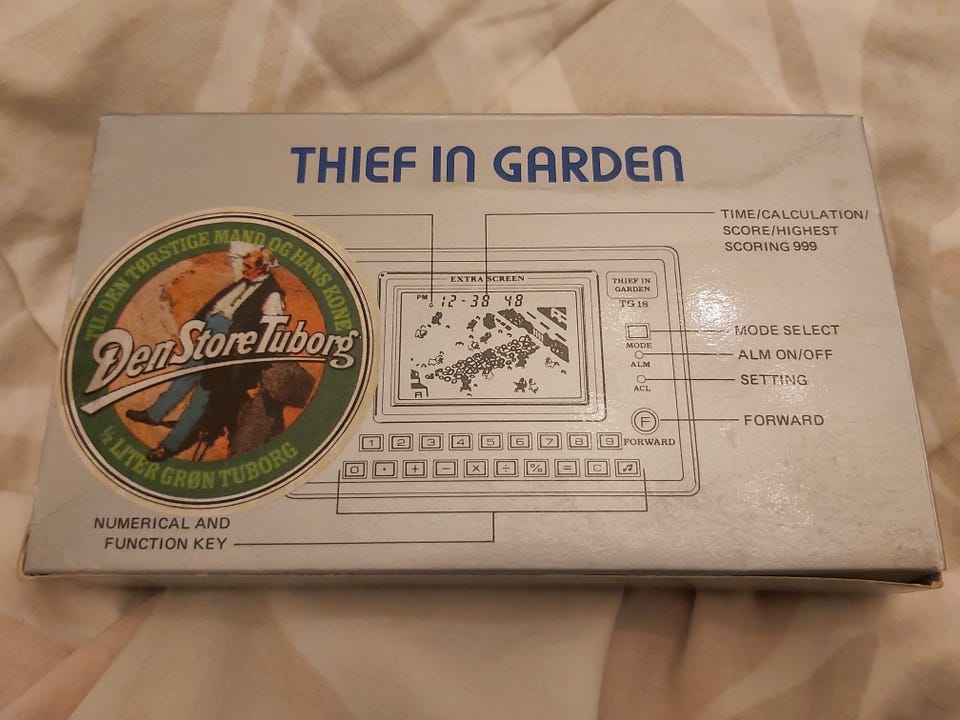 THIEF IN GARDEN
TIME/CALCULATION/
SCORE/HIGHEST
SCORING 999
EXTRA SCREEN
PM 12-38 48
THIEF IN
GARDEN
TG18
MODE
ALM
ACL
F
FORWARD
MODE SELECT
ALM ON/OFF
SETTING
FORWARD
1 2 3 4 5 6 7 8 9
0 · + − × ÷ % = C ♫
NUMERICAL AND
FUNCTION KEY
TIL DEN TØRSTIGE MAND OG HANS KONE
Den Store Tuborg
½ LITER GRØN TUBORG